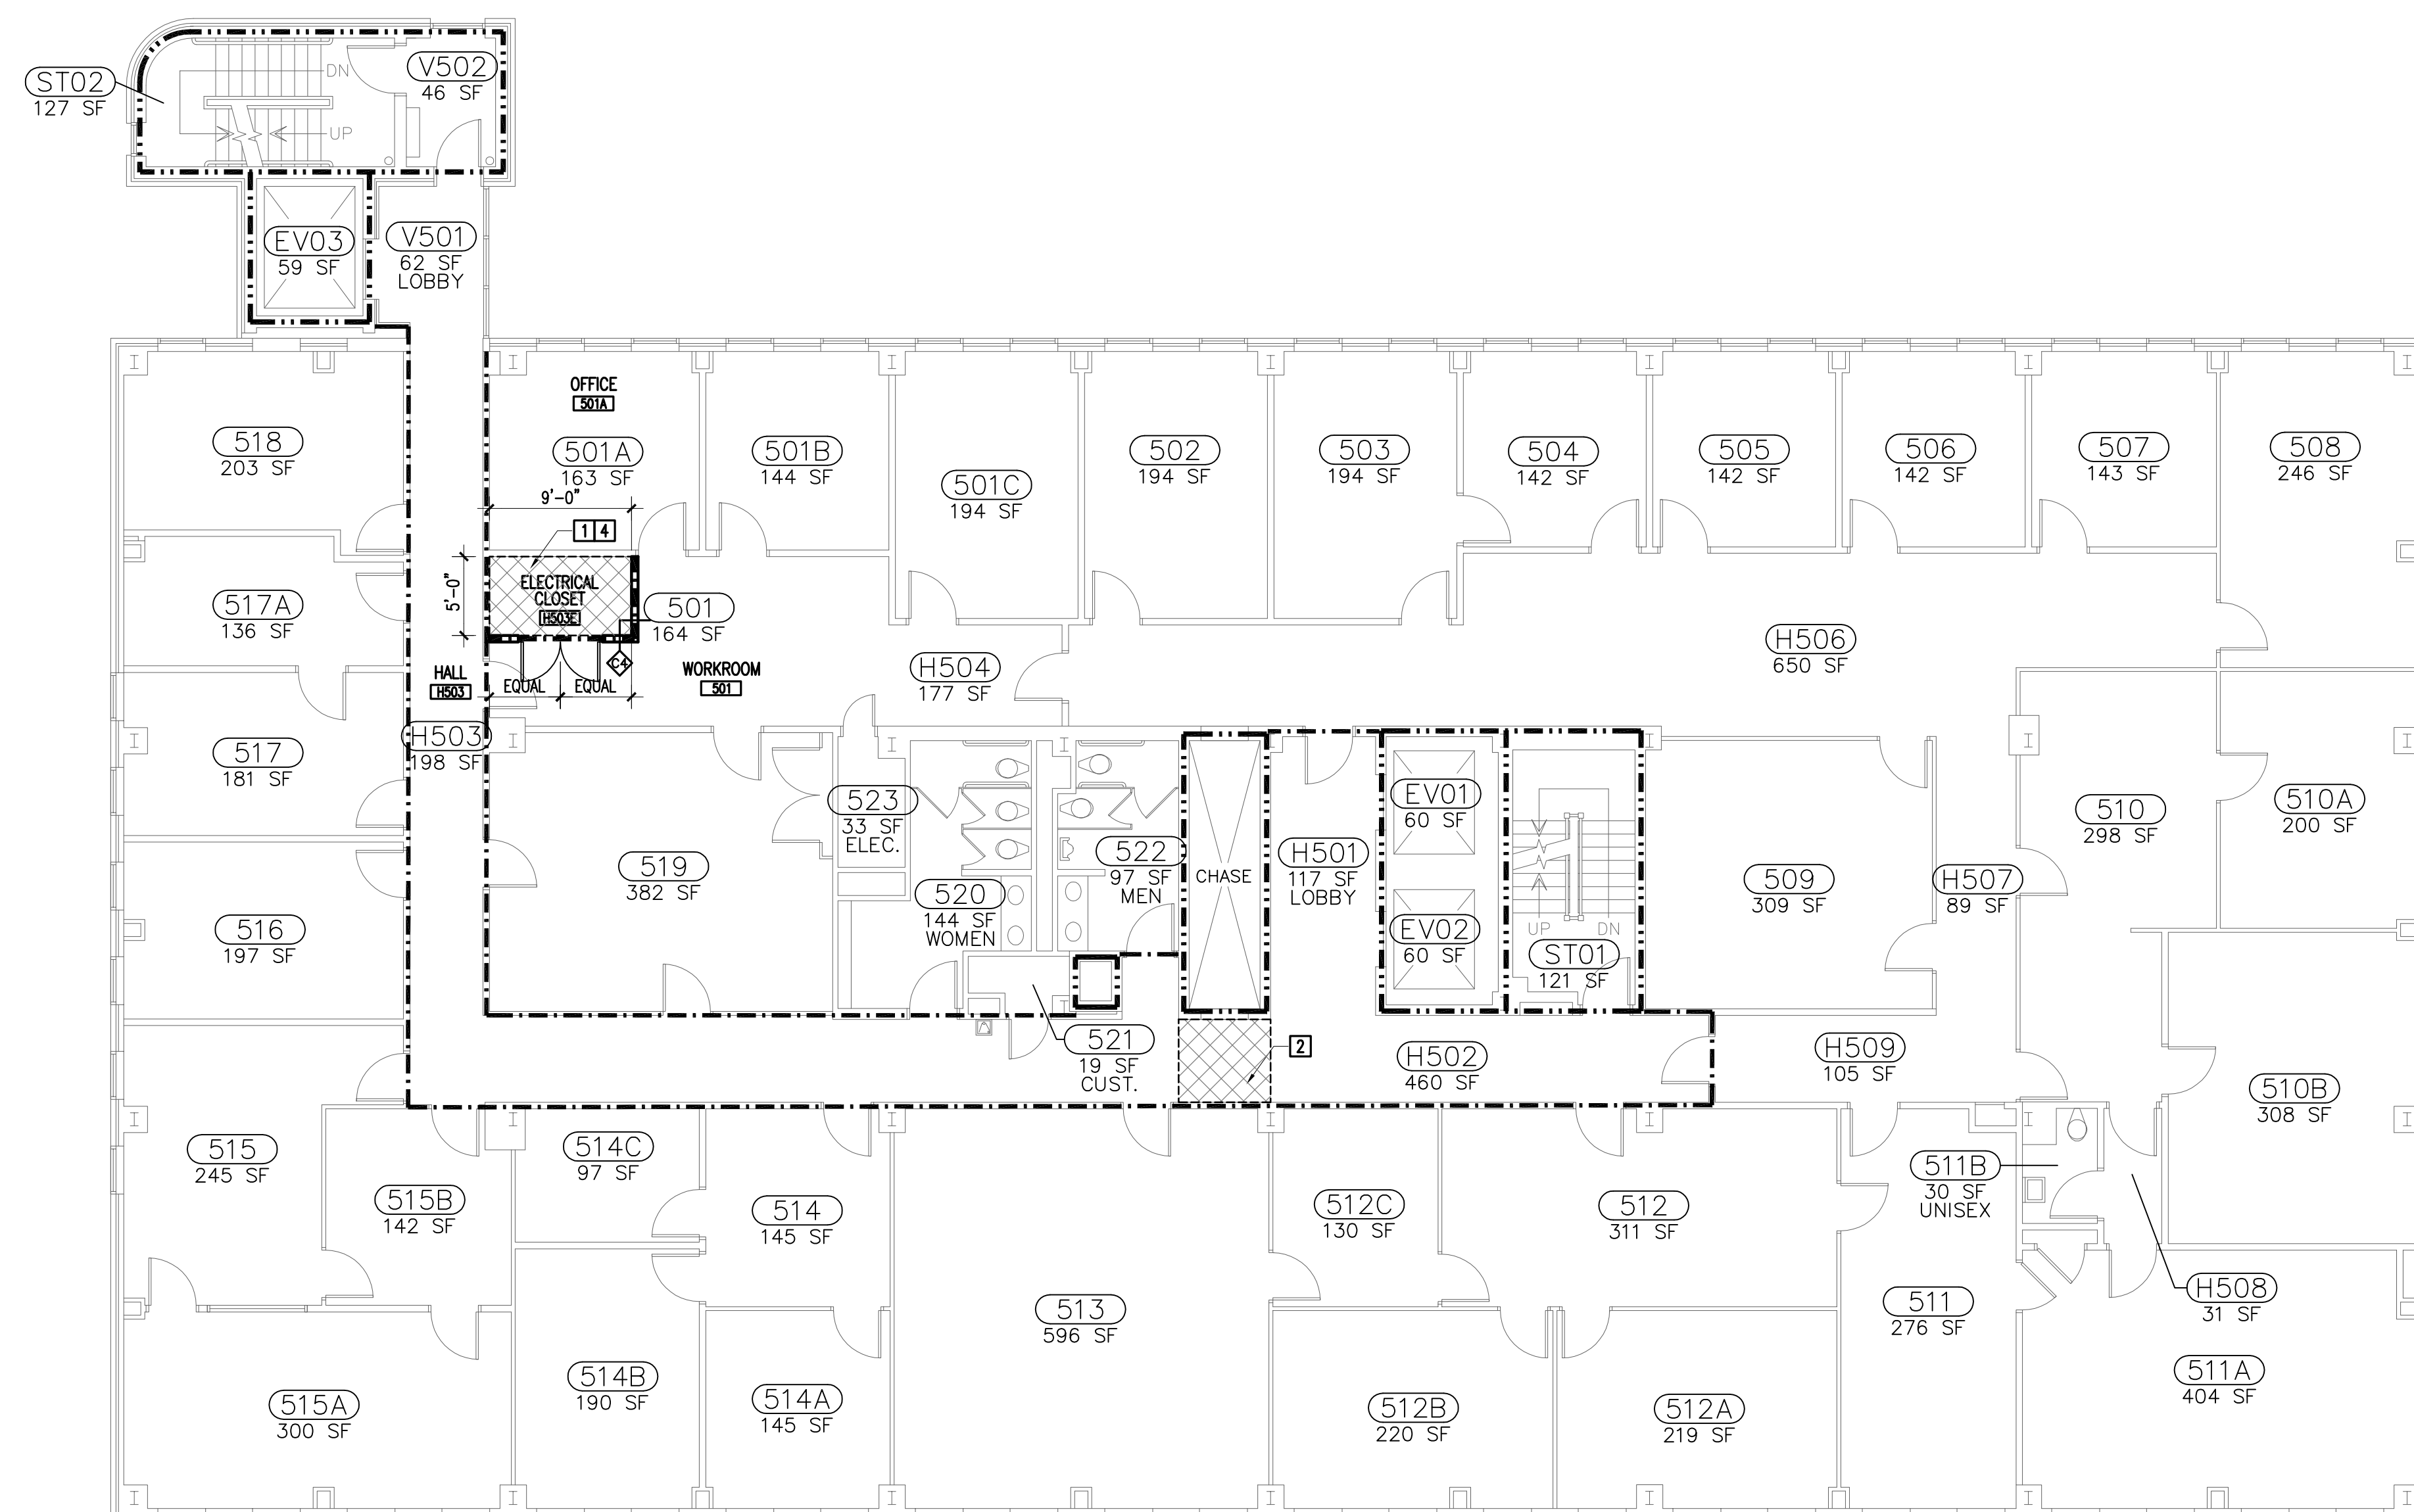 ST02
127 SF
DN
UP
V502
46 SF
EV03
59 SF
V501
62 SF
LOBBY
518
203 SF
OFFICE
501A
501A
163 SF
501B
144 SF
501C
194 SF
502
194 SF
503
194 SF
504
142 SF
505
142 SF
506
142 SF
507
143 SF
508
246 SF
9'-0"
1 4
5'-0"
ELECTRICAL
CLOSET
H503E
517A
136 SF
501
164 SF
C4
HALL
H503
EQUAL
EQUAL
WORKROOM
501
H504
177 SF
H506
650 SF
517
181 SF
H503
198 SF
516
197 SF
519
382 SF
523
33 SF
ELEC.
520
144 SF
WOMEN
522
97 SF
MEN
CHASE
H501
117 SF
LOBBY
EV01
60 SF
EV02
60 SF
UP
DN
ST01
121 SF
509
309 SF
H507
89 SF
510
298 SF
510A
200 SF
521
19 SF
CUST.
2
H502
460 SF
H509
105 SF
510B
308 SF
515
245 SF
515B
142 SF
514C
97 SF
514
145 SF
512C
130 SF
512
311 SF
511B
30 SF
UNISEX
H508
31 SF
513
596 SF
511
276 SF
515A
300 SF
514B
190 SF
514A
145 SF
512B
220 SF
512A
219 SF
511A
404 SF